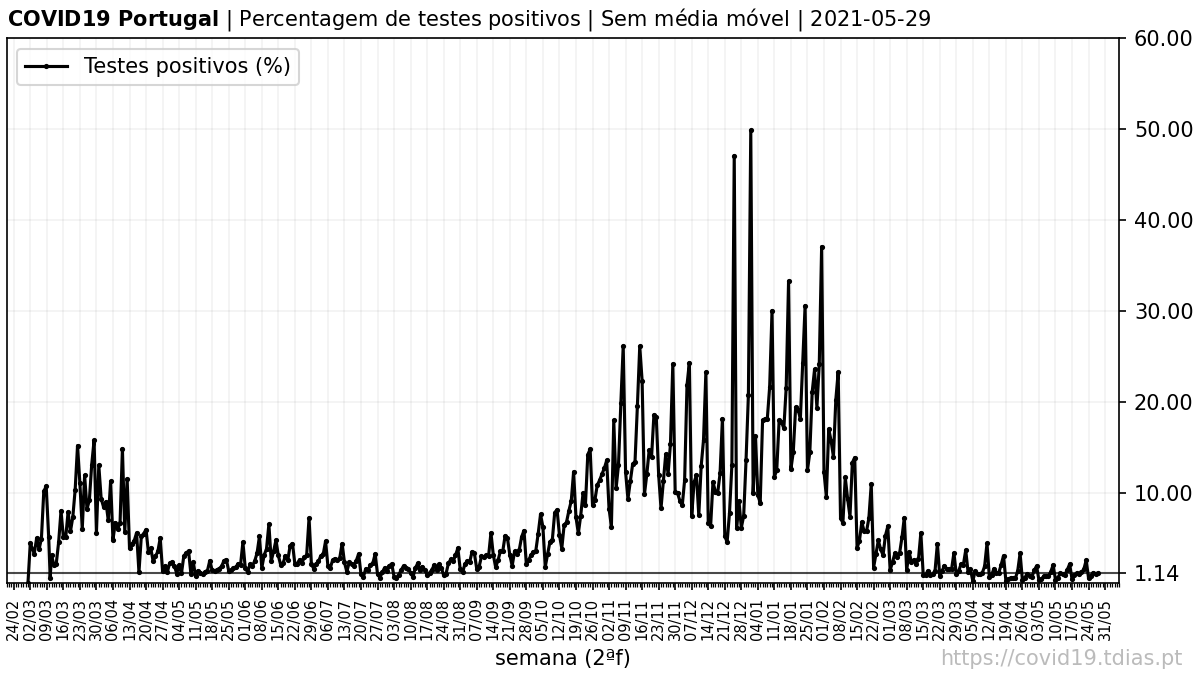 COVID19 Portugal | Percentagem de testes positivos | Sem média móvel | 2021-05-29
Testes positivos (%)
60.00
50.00
40.00
30.00
20.00
10.00
1.14
24/02 02/03 09/03 16/03 23/03 30/03 06/04 13/04 20/04 27/04 04/05 11/05 18/05 25/05 01/06 08/06 15/06 22/06 29/06 06/07 13/07 20/07 27/07 03/08 10/08 17/08 24/08 31/08 07/09 14/09 21/09 28/09 05/10 12/10 19/10 26/10 02/11 09/11 16/11 23/11 30/11 07/12 14/12 21/12 28/12 04/01 11/01 18/01 25/01 01/02 08/02 15/02 22/02 01/03 08/03 15/03 22/03 29/03 05/04 12/04 19/04 26/04 03/05 10/05 17/05 24/05 31/05
semana (2ªf)
https://covid19.tdias.pt